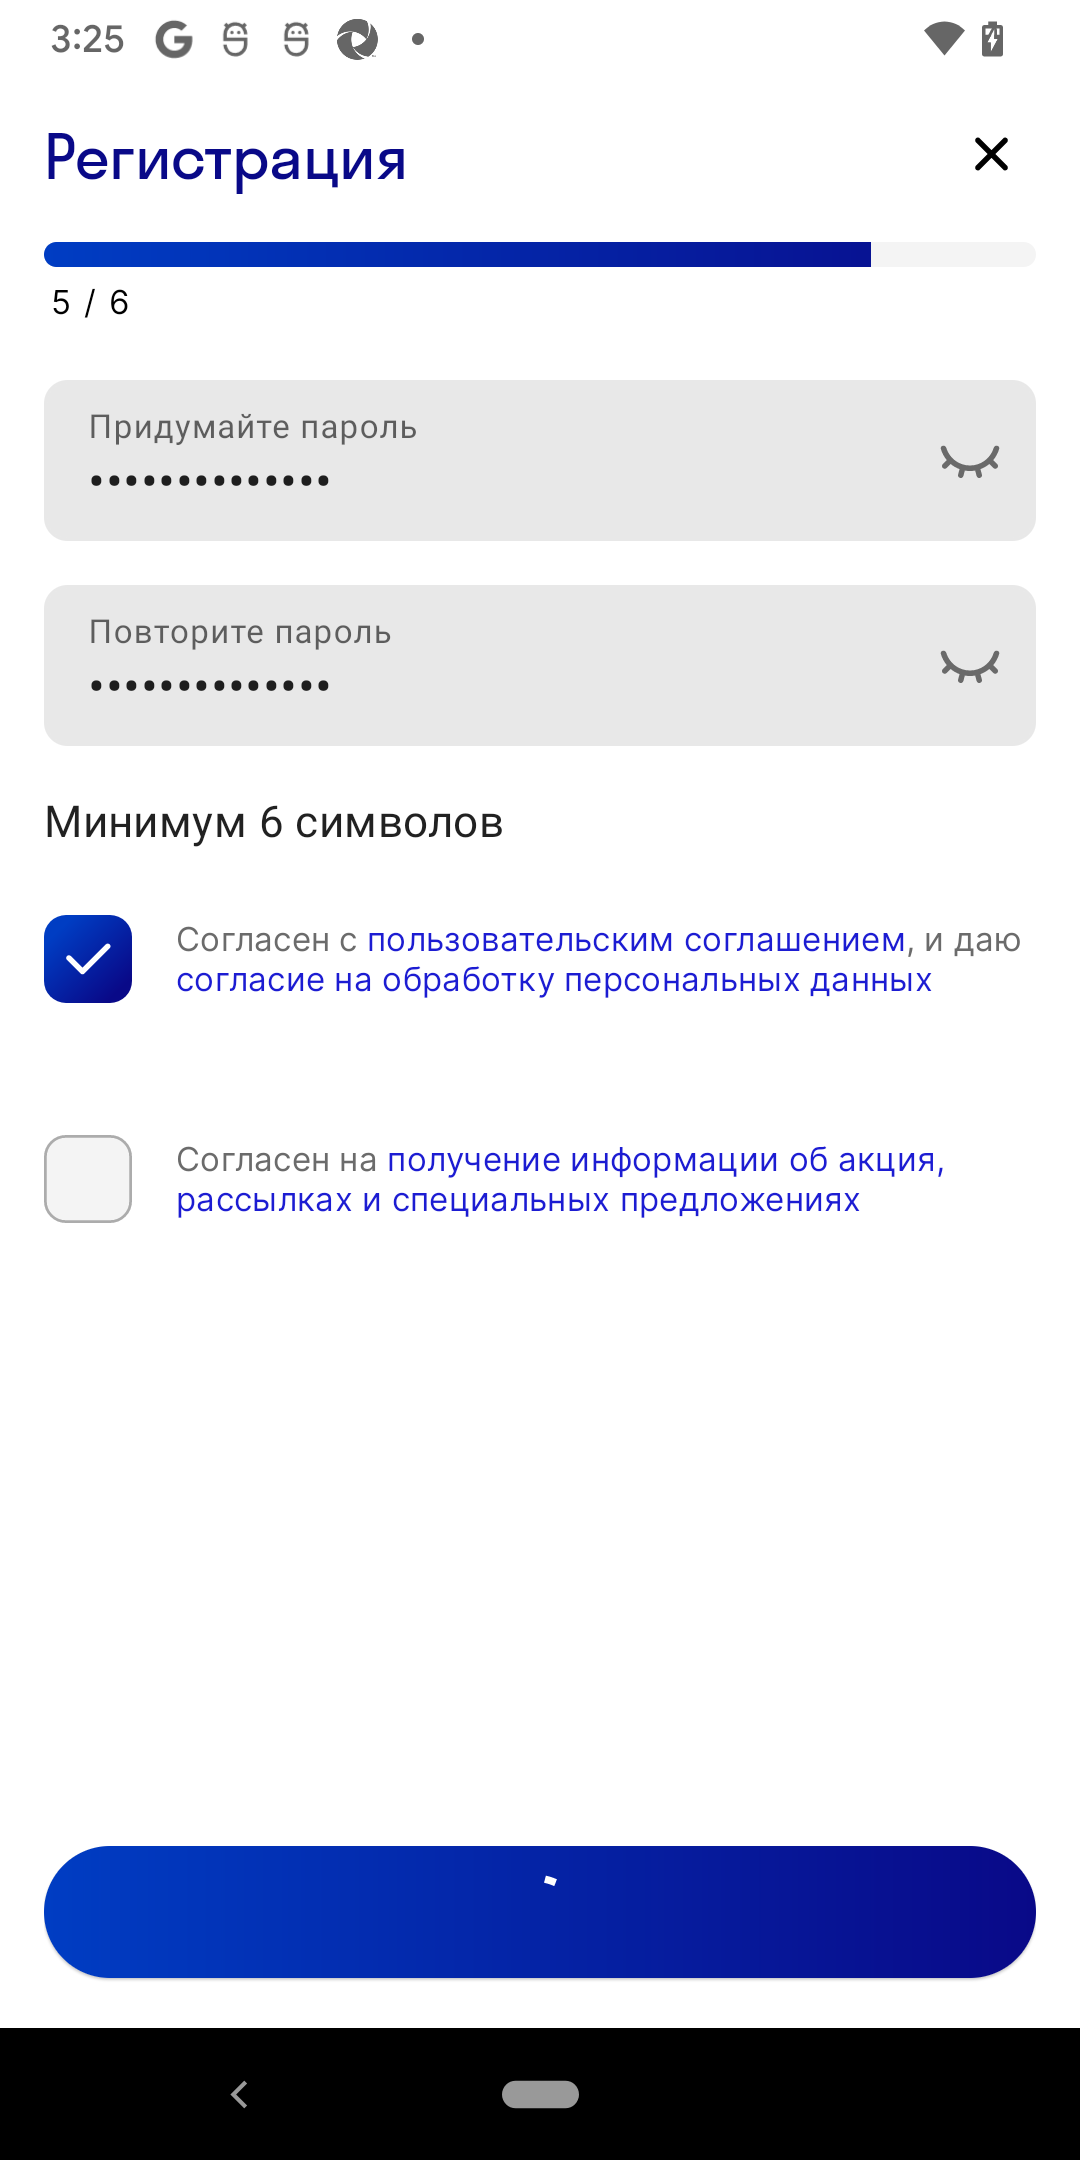 3:25
Регистрация
5 / 6
Придумайте пароль
••••••••••••••
Повторите пароль
••••••••••••••
Минимум 6 символов
Согласен с пользовательским соглашением, и даю
согласие на обработку персональных данных
Согласен на получение информации об акция,
рассылках и специальных предложениях